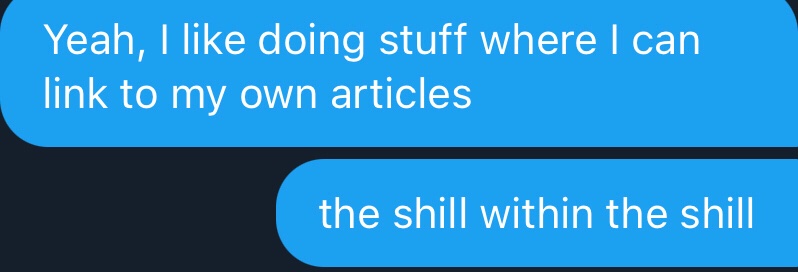 Yeah, I like doing stuff where I can
link to my own articles
the shill within the shill